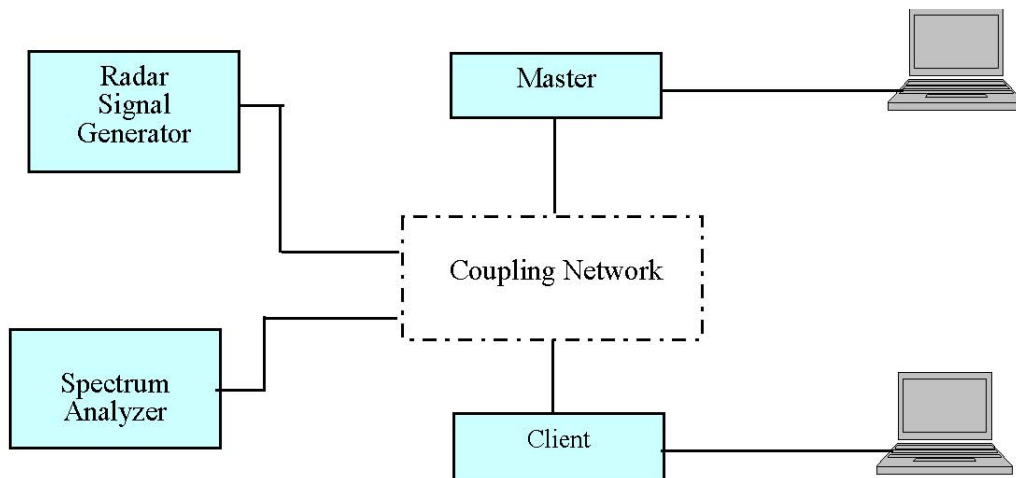 Radar
Signal
Generator
Master
Coupling Network
Spectrum
Analyzer
Client